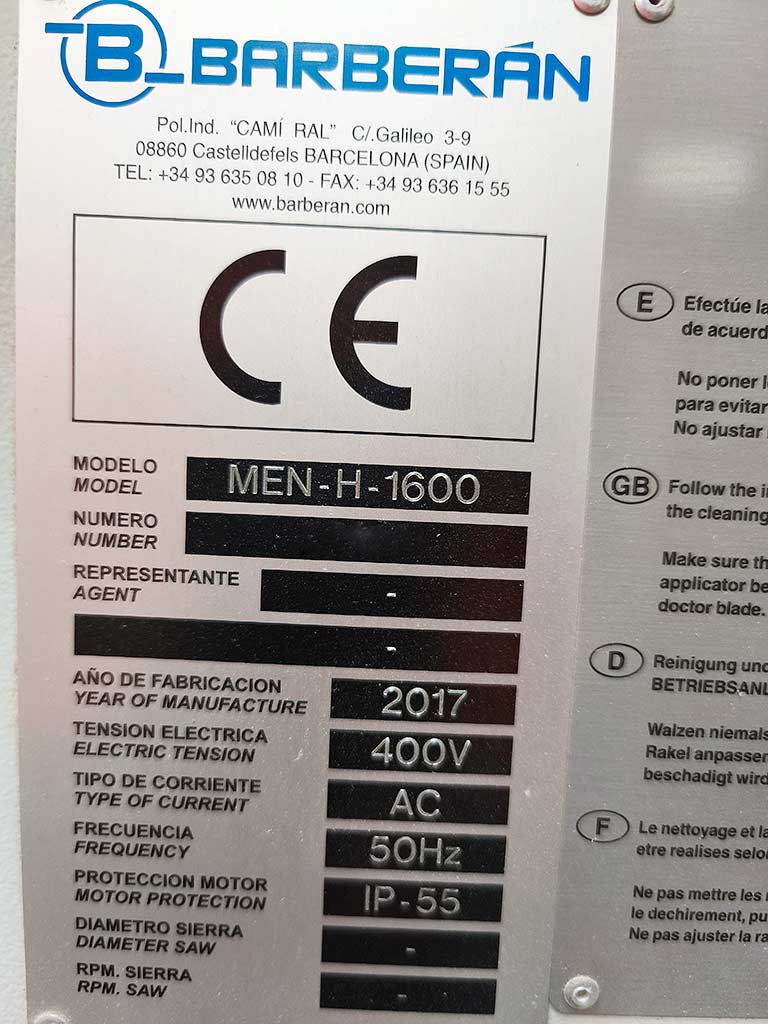 B BARBERÁN
Pol.Ind. "CAMÍ RAL" C/.Galileo 3-9
08860 Castelldefels BARCELONA (SPAIN)
TEL: +34 93 635 08 10 - FAX: +34 93 636 15 55
www.barberan.com
CE
MODELO
MODEL
MEN-H-1600
NUMERO
NUMBER
REPRESENTANTE
AGENT
-
-
AÑO DE FABRICACION
YEAR OF MANUFACTURE
2017
TENSION ELECTRICA
ELECTRIC TENSION
400V
TIPO DE CORRIENTE
TYPE OF CURRENT
AC
FRECUENCIA
FREQUENCY
50Hz
PROTECCION MOTOR
MOTOR PROTECTION
IP-55
DIAMETRO SIERRA
DIAMETER SAW
-
RPM. SIERRA
RPM. SAW
-
E Efectúe la
de acuerd
No poner l
para evitar
No ajustar
GB Follow the i
the cleaning
Make sure th
applicator be
doctor blade.
D Reinigung und
BETRIEBSANL
Walzen niemals
Rakel anpassen
beschadigt wird
F Le nettoyage et la
etre realises selo
Ne pas mettre les
le dechirement, pu
Ne pas ajuster la ra